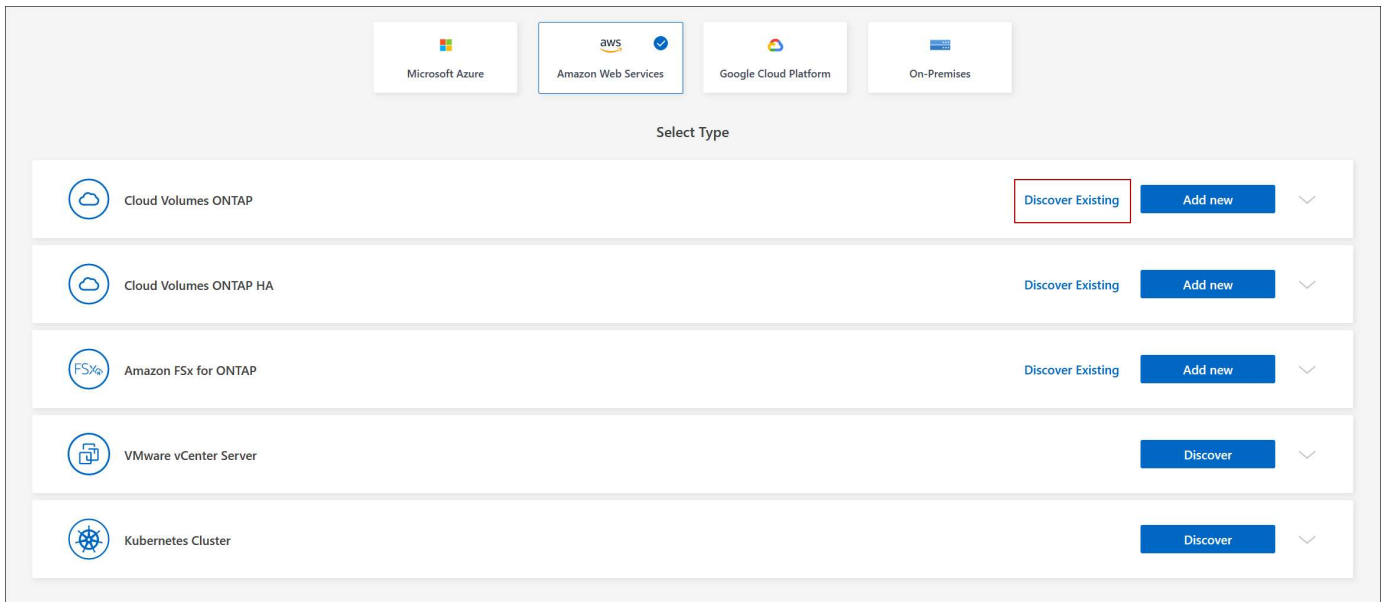 aws
Microsoft Azure Amazon Web Services Google Cloud Platform On-Premises
Select Type
Cloud Volumes ONTAP Discover Existing Add new
Cloud Volumes ONTAP HA Discover Existing Add new
FSx Amazon FSx for ONTAP Discover Existing Add new
VMware vCenter Server Discover
Kubernetes Cluster Discover